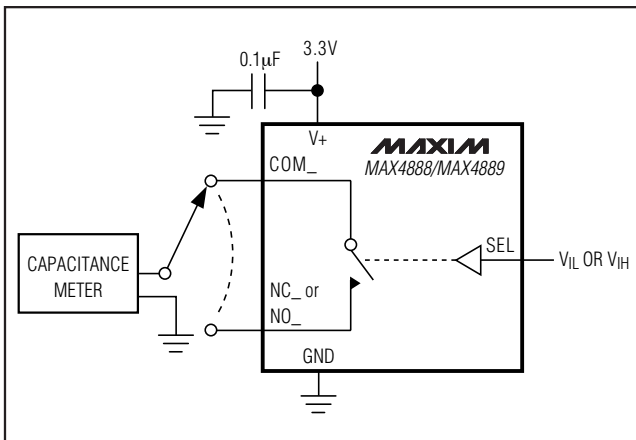 3.3V
0.1μF
V+
MAXIM
MAX4888/MAX4889
COM_
SEL
VIL OR VIH
CAPACITANCE
METER
NC_ or
NO_
GND